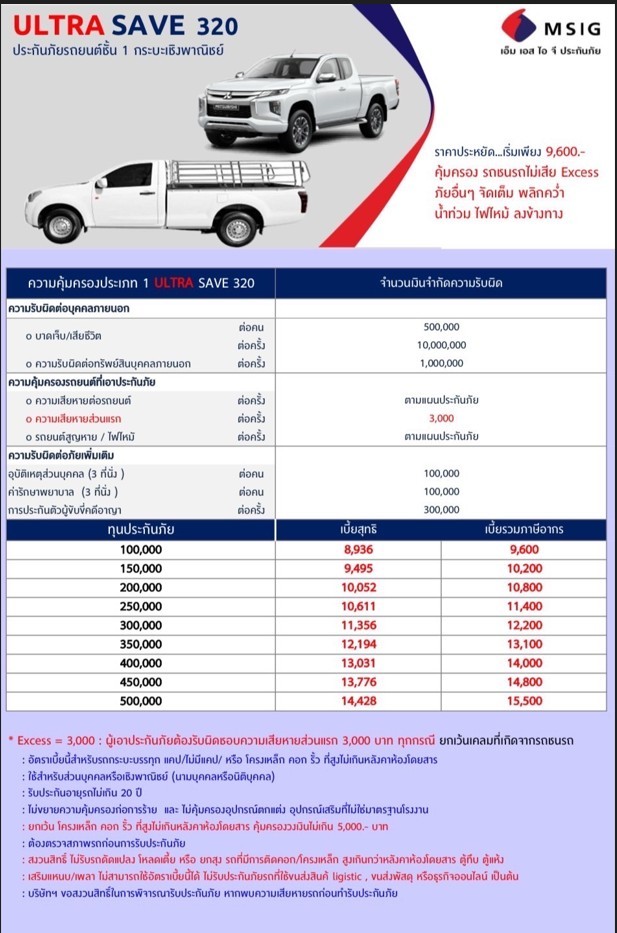 ULTRA SAVE 320
ประกันภัยรถยนต์ชั้น 1 กระบะเชิงพาณิชย์
MSIG
เอ็ม เอส ไอ จี ประกันภัย
ราคาประหยัด...เริ่มเพียง 9,600.-
คุ้มครอง รถชนรถไม่เสีย Excess
ภัยอื่นๆ จัดเต็ม พลิกคว่ำ
น้ำท่วม ไฟไหม้ ลงข้างทาง
ความคุ้มครองประเภท 1 ULTRA SAVE 320 จำนวนเงินจำกัดความรับผิด
ความรับผิดต่อบุคคลภายนอก
o บาดเจ็บ/เสียชีวิต ต่อคน 500,000
ต่อครั้ง 10,000,000
o ความรับผิดต่อทรัพย์สินบุคคลภายนอก ต่อครั้ง 1,000,000
ความคุ้มครองรถยนต์ที่เอาประกันภัย
o ความเสียหายต่อรถยนต์ ต่อครั้ง ตามแผนประกันภัย
o ความเสียหายส่วนแรก ต่อครั้ง 3,000
o รถยนต์สูญหาย / ไฟไหม้ ต่อครั้ง ตามแผนประกันภัย
ความรับผิดต่อภัยเพิ่มเติม
อุบัติเหตุส่วนบุคคล (3 ที่นั่ง ) ต่อคน 100,000
ค่ารักษาพยาบาล (3 ที่นั่ง ) ต่อคน 100,000
การประกันตัวผู้ขับขี่คดีอาญา ต่อครั้ง 300,000
ทุนประกันภัย เบี้ยสุทธิ เบี้ยรวมภาษีอากร
100,000 8,936 9,600
150,000 9,495 10,200
200,000 10,052 10,800
250,000 10,611 11,400
300,000 11,356 12,200
350,000 12,194 13,100
400,000 13,031 14,000
450,000 13,776 14,800
500,000 14,428 15,500
* Excess = 3,000 : ผู้เอาประกันภัยต้องรับผิดชอบความเสียหายส่วนแรก 3,000 บาท ทุกกรณี ยกเว้นเคลมที่เกิดจากรถชนรถ
: อัตราเบี้ยนี้สำหรับรถกระบะบรรทุก แคป/ไม่มีแคป/ หรือ โครงเหล็ก คอก รั้ว ที่สูงไม่เกินหลังคาห้องโดยสาร
: ใช้สำหรับส่วนบุคคลหรือเชิงพาณิชย์ (นามบุคคลหรือนิติบุคคล)
: รับประกันอายุรถไม่เกิน 20 ปี
: ไม่ขยายความคุ้มครองก่อการร้าย และ ไม่คุ้มครองอุปกรณ์ตกแต่ง อุปกรณ์เสริมที่ไม่ใช่มาตรฐานโรงงาน
: ยกเว้น โครงเหล็ก คอก รั้ว ที่สูงไม่เกินหลังคาห้องโดยสาร คุ้มครองวงเงินไม่เกิน 5,000.- บาท
: ต้องตรวจสภาพรถก่อนการรับประกันภัย
: สงวนสิทธิ์ ไม่รับรถดัดแปลง โหลดเตี้ย หรือ ยกสูง รถที่มีการติดคอก/โครงเหล็ก สูงเกินกว่าหลังคาห้องโดยสาร ตู้ทึบ ตู้แห้ง
: เสริมแหนบ/เพลา ไม่สามารถใช้อัตราเบี้ยนี้ได้ ไม่รับประกันภัยรถที่ใช้ขนส่งสินค้า ligistic , ขนส่งพัสดุ หรือธุรกิจออนไลน์ เป็นต้น
: บริษัทฯ ขอสงวนสิทธิ์ในการพิจารณารับประกันภัย หากพบความเสียหายรถก่อนทำรับประกันภัย